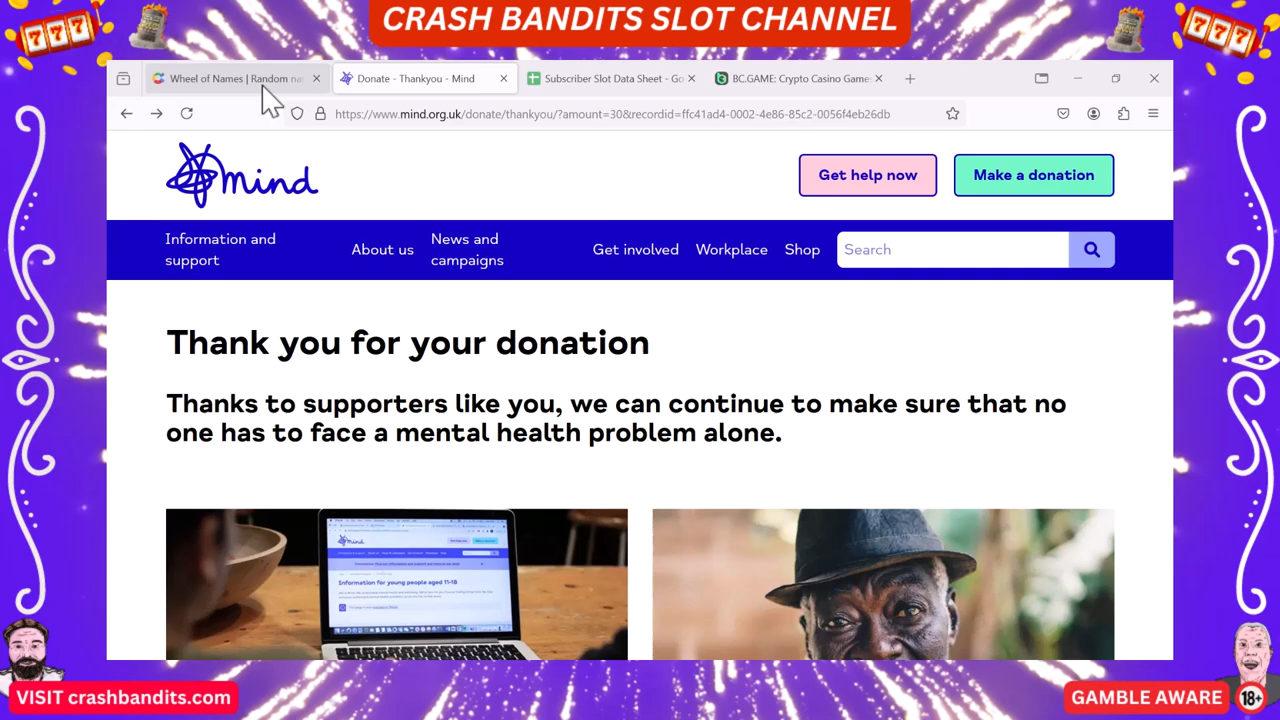 CRASH BANDITS SLOT CHANNEL
777
777
Wheel of Names | Random na
Donate - Thankyou - Mind
Subscriber Slot Data Sheet - Go
BC.GAME: Crypto Casino Games
https://www.mind.org.uk/donate/thankyou/?amount=30&recordid=ffc41ad4-0002-4e86-85c2-0056f4eb26db
mind
Get help now
Make a donation
Information and
support
About us
News and
campaigns
Get involved
Workplace
Shop
Search
Thank you for your donation
Thanks to supporters like you, we can continue to make sure that no
one has to face a mental health problem alone.
mind
Information for young people aged 11-18
VISIT crashbandits.com
GAMBLE AWARE
18+